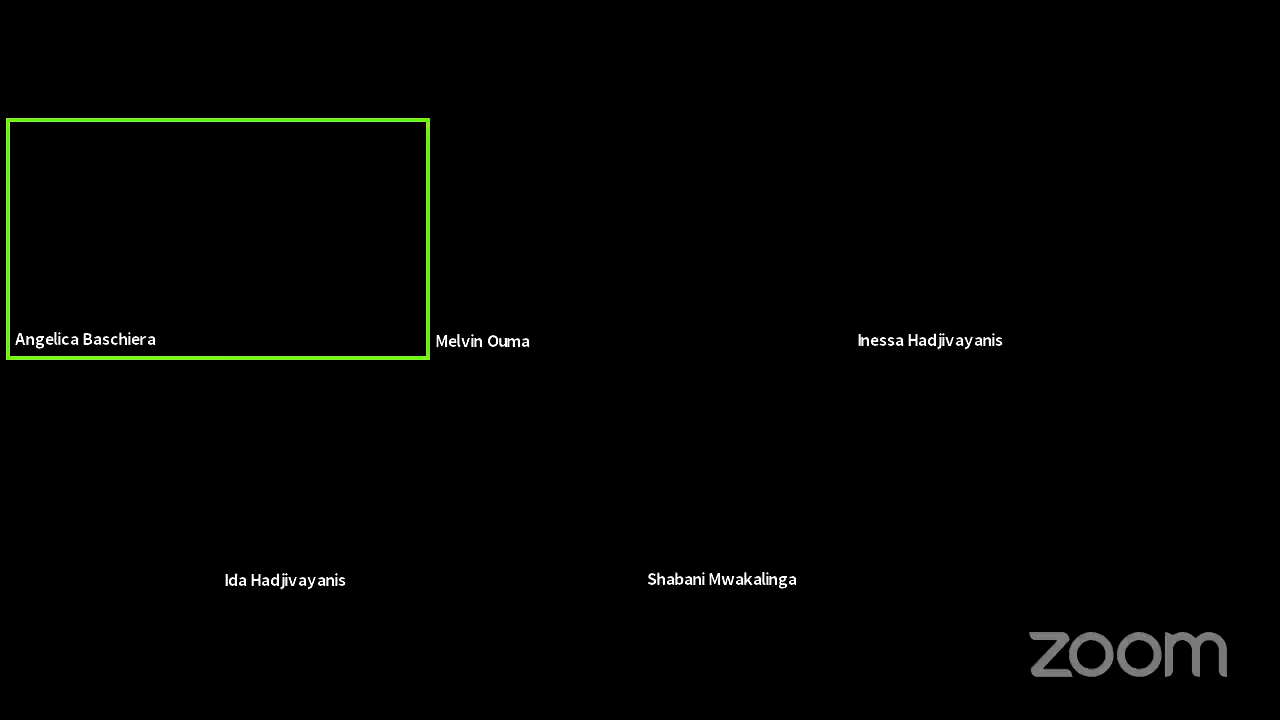 Angelica Baschiera
Melvin Ouma
Inessa Hadjivayanis
Ida Hadjivayanis
Shabani Mwakalinga
zoom